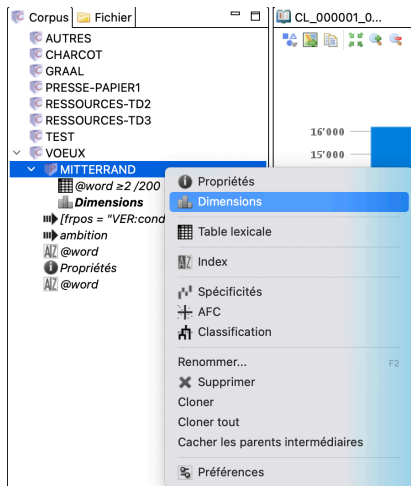 Corpus Fichier
CL_000001_0...
AUTRES
CHARCOT
GRAAL
PRESSE-PAPIER1
RESSOURCES-TD2
RESSOURCES-TD3
TEST
VOEUX
MITTERRAND
@word ≥2 /200
Dimensions
[frpos = "VER:cond
ambition
@word
Propriétés
@word
16'000
15'000
Propriétés
Dimensions
Table lexicale
Index
Spécificités
AFC
Classification
Renommer... F2
Supprimer
Cloner
Cloner tout
Cacher les parents intermédiaires
Préférences